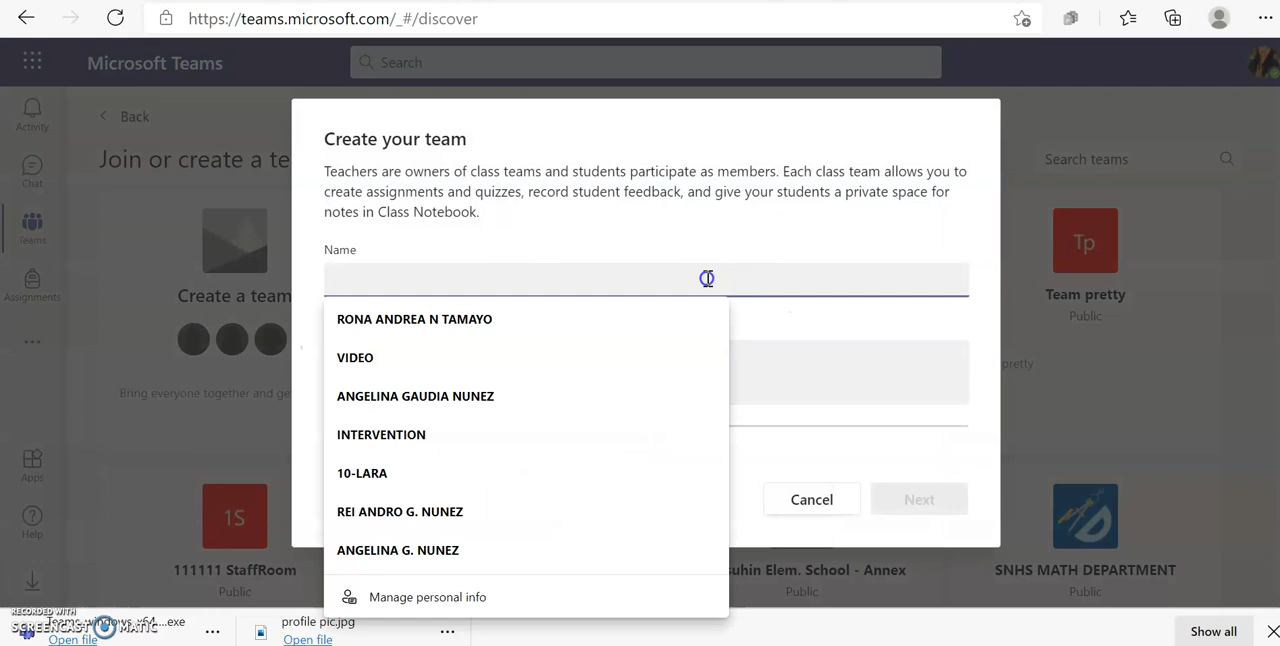 https://teams.microsoft.com/_#/discover
Microsoft Teams
Search
Activity
Chat
Teams
Assignments
Apps
Help
Back
Join or create a te
Search teams
Create a team
Bring everyone together and ge
Tp
Team pretty
Public
pretty
Create your team
Teachers are owners of class teams and students participate as members. Each class team allows you to
create assignments and quizzes, record student feedback, and give your students a private space for
notes in Class Notebook.
Name
RONA ANDREA N TAMAYO
VIDEO
ANGELINA GAUDIA NUNEZ
INTERVENTION
10-LARA
REI ANDRO G. NUNEZ
ANGELINA G. NUNEZ
Manage personal info
Cancel
Next
1S
111111 StaffRoom
Public
suhin Elem. School - Annex
Public
SNHS MATH DEPARTMENT
Public
RECORDED WITH
SCREENCAST MATIC
Open file
profile pic.jpg
Open file
Show all